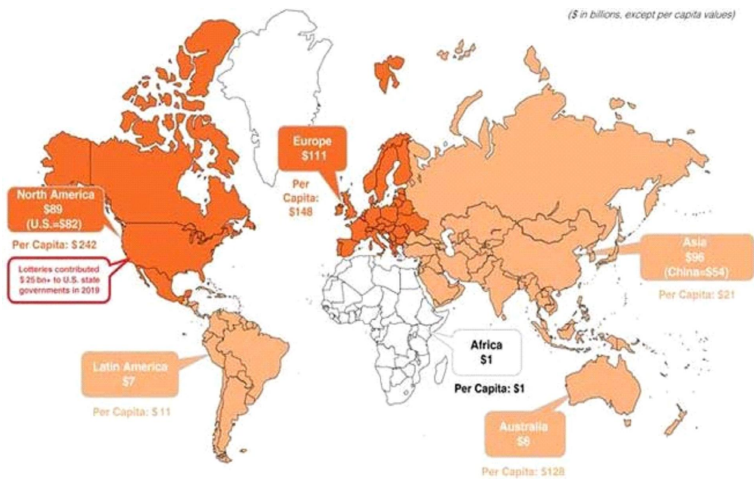 ($ in billions, except per capita values)
Europe
$111
Per
Capita:
$148
North America
$89
(U.S.=$82)
Per Capita: $242
Lotteries contributed
$25bn+ to U.S. state
governments in 2019
Asia
$96
(China=$54)
Per Capita: $21
Africa
$1
Per Capita: $1
Latin America
$7
Per Capita: $11
Australia
$8
Per Capita: $128